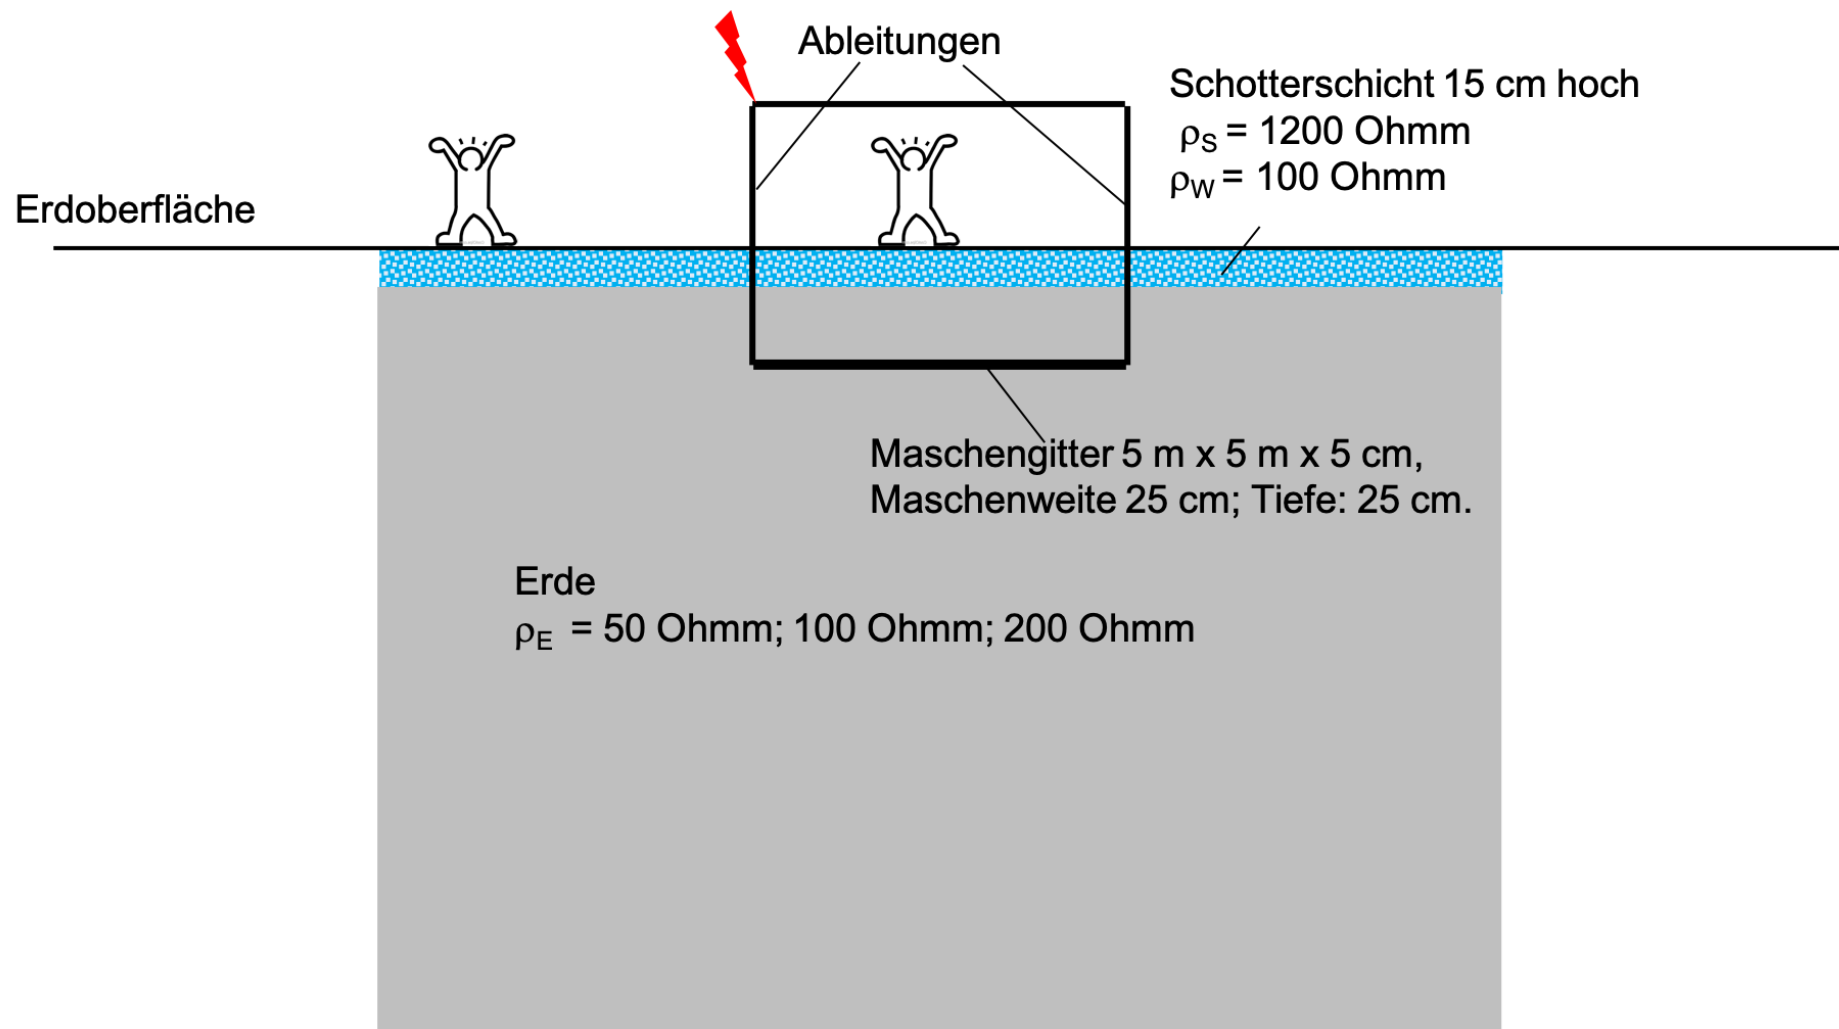 Ableitungen
Schotterschicht 15 cm hoch
ρS = 1200 Ohmm
ρW = 100 Ohmm
Erdoberfläche
Maschengitter 5 m x 5 m x 5 cm,
Maschenweite 25 cm; Tiefe: 25 cm.
Erde
ρE = 50 Ohmm; 100 Ohmm; 200 Ohmm